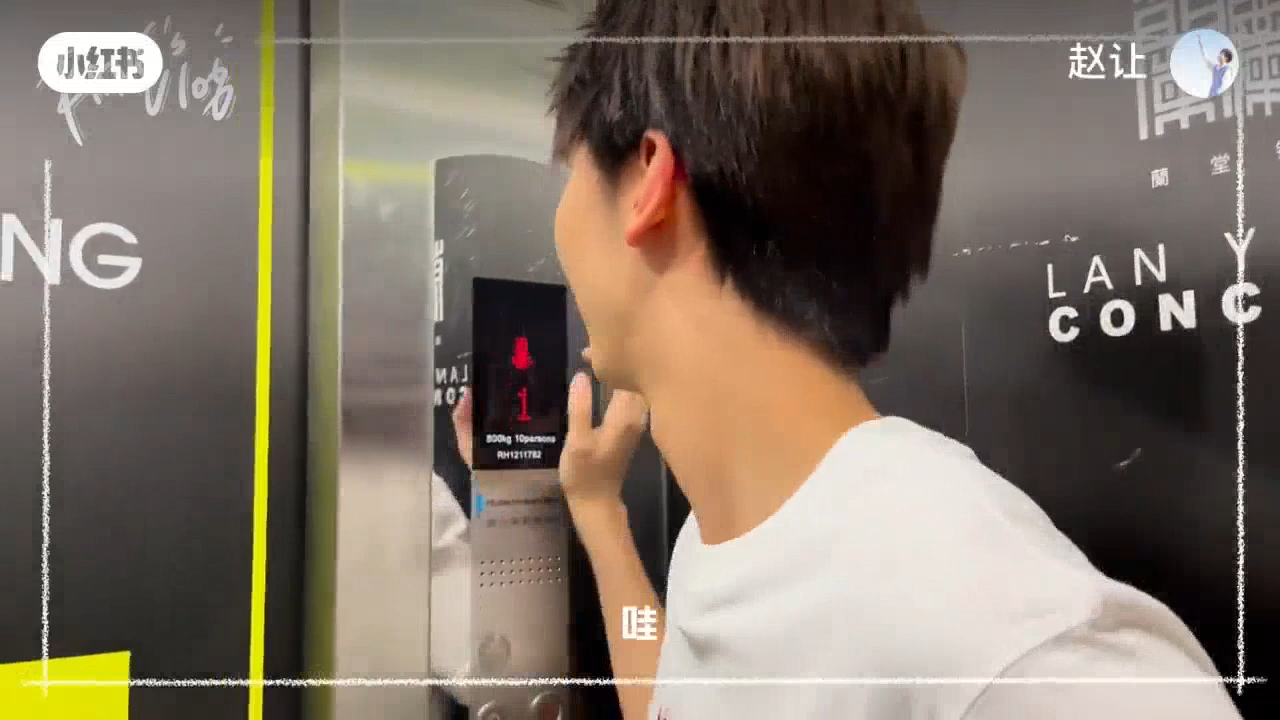 小红书
赵让
NG
蘭 堂
LAN Y
CONC
1
800kg 10persons
RH1211782
哇